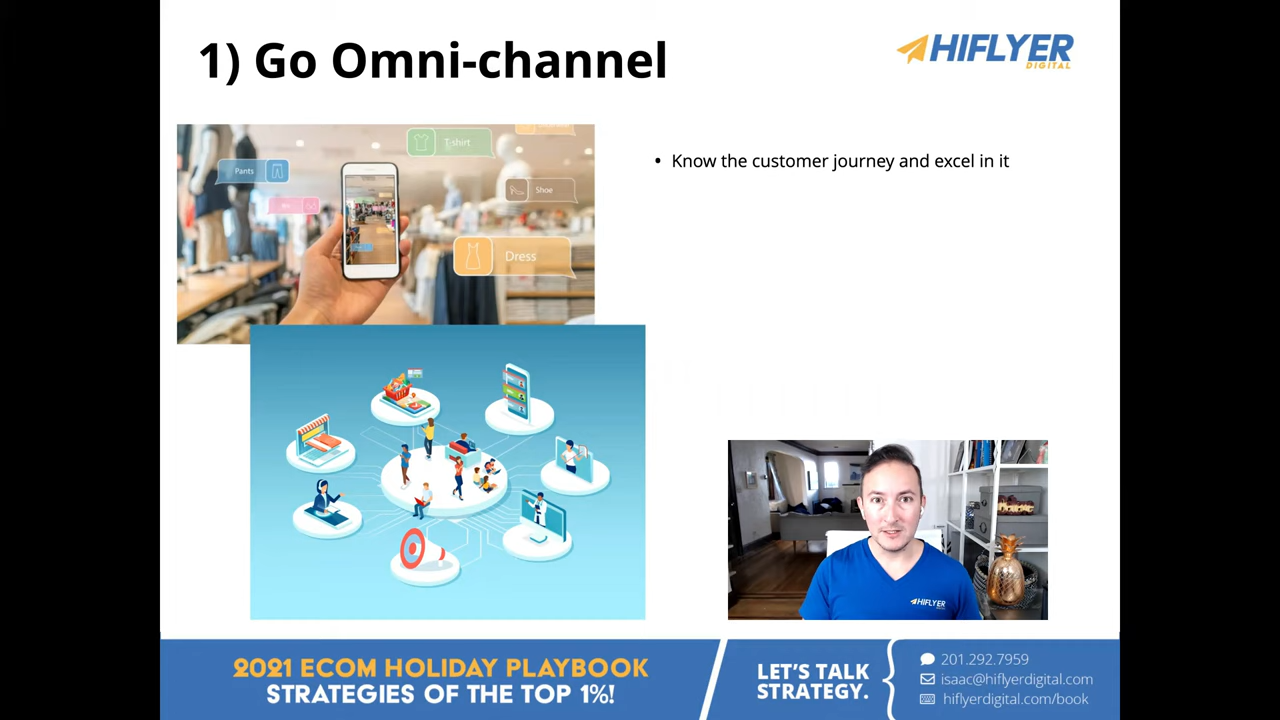 1) Go Omni-channel
HIFLYER
DIGITAL
• Know the customer journey and excel in it
T-shirt
Pants
Shoe
Dress
HIFLYER
2021 ECOM HOLIDAY PLAYBOOK
STRATEGIES OF THE TOP 1%!
LET'S TALK
STRATEGY.
201.292.7959
isaac@hiflyerdigital.com
hiflyerdigital.com/book